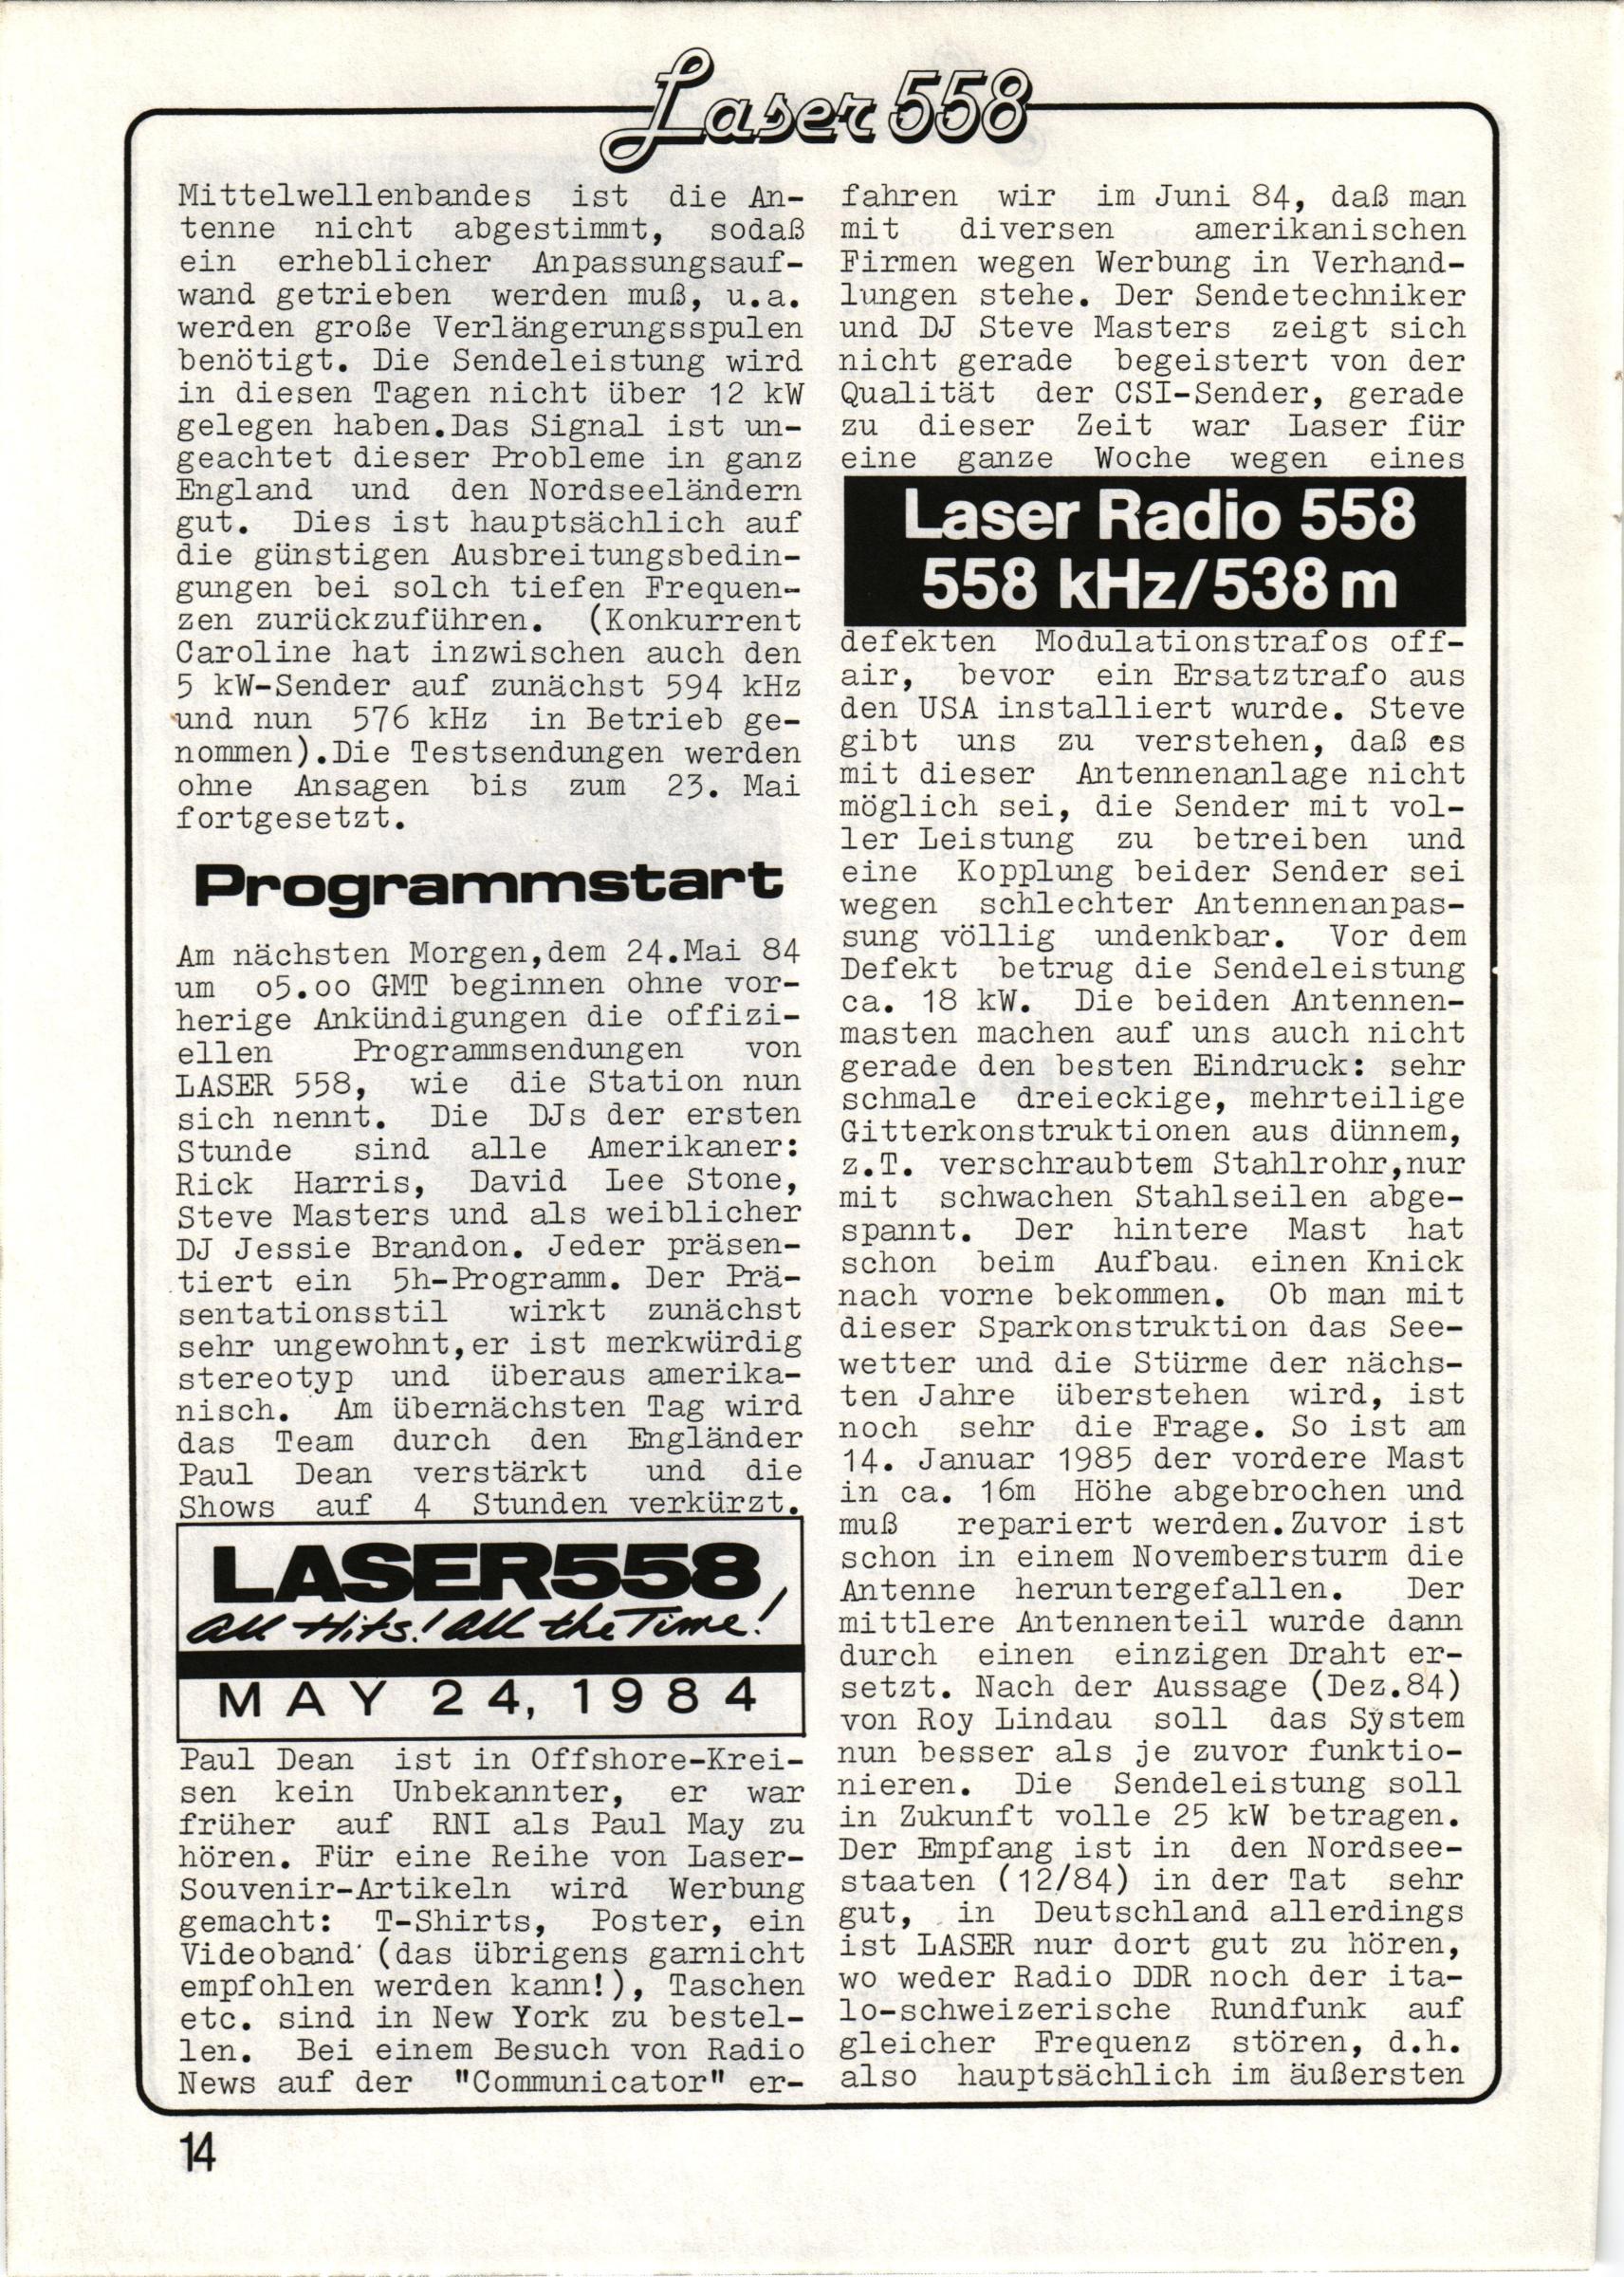 Laser 558
Mittelwellenbandes ist die An-
tenne nicht abgestimmt, sodaß
ein erheblicher Anpassungsauf-
wand getrieben werden muß, u.a.
werden große Verlängerungsspulen
benötigt. Die Sendeleistung wird
in diesen Tagen nicht über 12 kW
gelegen haben.Das Signal ist un-
geachtet dieser Probleme in ganz
England und den Nordseeländern
gut. Dies ist hauptsächlich auf
die günstigen Ausbreitungsbedin-
gungen bei solch tiefen Frequen-
zen zurückzuführen. (Konkurrent
Caroline hat inzwischen auch den
5 kW-Sender auf zunächst 594 kHz
und nun 576 kHz in Betrieb ge-
nommen).Die Testsendungen werden
ohne Ansagen bis zum 23. Mai
fortgesetzt.
Programmstart
Am nächsten Morgen,dem 24.Mai 84
um o5.oo GMT beginnen ohne vor-
herige Ankündigungen die offizi-
ellen Programmsendungen von
LASER 558, wie die Station nun
sich nennt. Die DJs der ersten
Stunde sind alle Amerikaner:
Rick Harris, David Lee Stone,
Steve Masters und als weiblicher
DJ Jessie Brandon. Jeder präsen-
tiert ein 5h-Programm. Der Prä-
sentationsstil wirkt zunächst
sehr ungewohnt,er ist merkwürdig
stereotyp und überaus amerika-
nisch. Am übernächsten Tag wird
das Team durch den Engländer
Paul Dean verstärkt und die
Shows auf 4 Stunden verkürzt.
LASER558
All Hits! All the Time!
MAY 24, 1984
Paul Dean ist in Offshore-Krei-
sen kein Unbekannter, er war
früher auf RNI als Paul May zu
hören. Für eine Reihe von Laser-
Souvenir-Artikeln wird Werbung
gemacht: T-Shirts, Poster, ein
Videoband (das übrigens garnicht
empfohlen werden kann!), Taschen
etc. sind in New York zu bestel-
len. Bei einem Besuch von Radio
News auf der "Communicator" er-
fahren wir im Juni 84, daß man
mit diversen amerikanischen
Firmen wegen Werbung in Verhand-
lungen stehe. Der Sendetechniker
und DJ Steve Masters zeigt sich
nicht gerade begeistert von der
Qualität der CSI-Sender, gerade
zu dieser Zeit war Laser für
eine ganze Woche wegen eines
Laser Radio 558
558 kHz/538 m
defekten Modulationstrafos off-
air, bevor ein Ersatztrafo aus
den USA installiert wurde. Steve
gibt uns zu verstehen, daß es
mit dieser Antennenanlage nicht
möglich sei, die Sender mit vol-
ler Leistung zu betreiben und
eine Kopplung beider Sender sei
wegen schlechter Antennenanpas-
sung völlig undenkbar. Vor dem
Defekt betrug die Sendeleistung
ca. 18 kW. Die beiden Antennen-
masten machen auf uns auch nicht
gerade den besten Eindruck: sehr
schmale dreieckige, mehrteilige
Gitterkonstruktionen aus dünnem,
z.T. verschraubtem Stahlrohr,nur
mit schwachen Stahlseilen abge-
spannt. Der hintere Mast hat
schon beim Aufbau einen Knick
nach vorne bekommen. Ob man mit
dieser Sparkonstruktion das See-
wetter und die Stürme der nächs-
ten Jahre überstehen wird, ist
noch sehr die Frage. So ist am
14. Januar 1985 der vordere Mast
in ca. 16m Höhe abgebrochen und
muß repariert werden.Zuvor ist
schon in einem Novembersturm die
Antenne heruntergefallen. Der
mittlere Antennenteil wurde dann
durch einen einzigen Draht er-
setzt. Nach der Aussage (Dez.84)
von Roy Lindau soll das System
nun besser als je zuvor funktio-
nieren. Die Sendeleistung soll
in Zukunft volle 25 kW betragen.
Der Empfang ist in den Nordsee-
staaten (12/84) in der Tat sehr
gut, in Deutschland allerdings
ist LASER nur dort gut zu hören,
wo weder Radio DDR noch der ita-
lo-schweizerische Rundfunk auf
gleicher Frequenz stören, d.h.
also hauptsächlich im äußersten
14